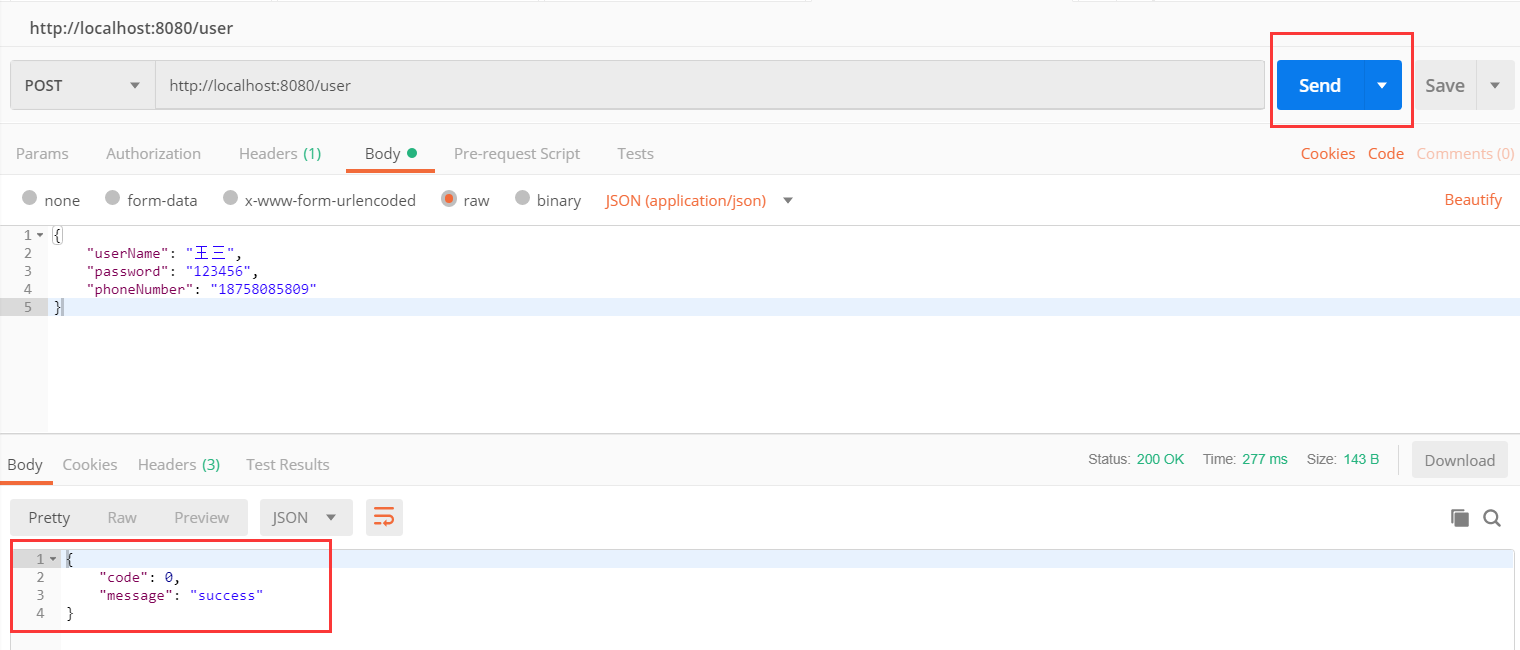 http://localhost:8080/user
POST http://localhost:8080/user Send Save
Params Authorization Headers (1) Body Pre-request Script Tests Cookies Code Comments (0)
none form-data x-www-form-urlencoded raw binary JSON (application/json) Beautify
1 {
2 "userName": "王三",
3 "password": "123456",
4 "phoneNumber": "18758085809"
5 }
Body Cookies Headers (3) Test Results Status: 200 OK Time: 277 ms Size: 143 B Download
Pretty Raw Preview JSON
1 {
2 "code": 0,
3 "message": "success"
4 }